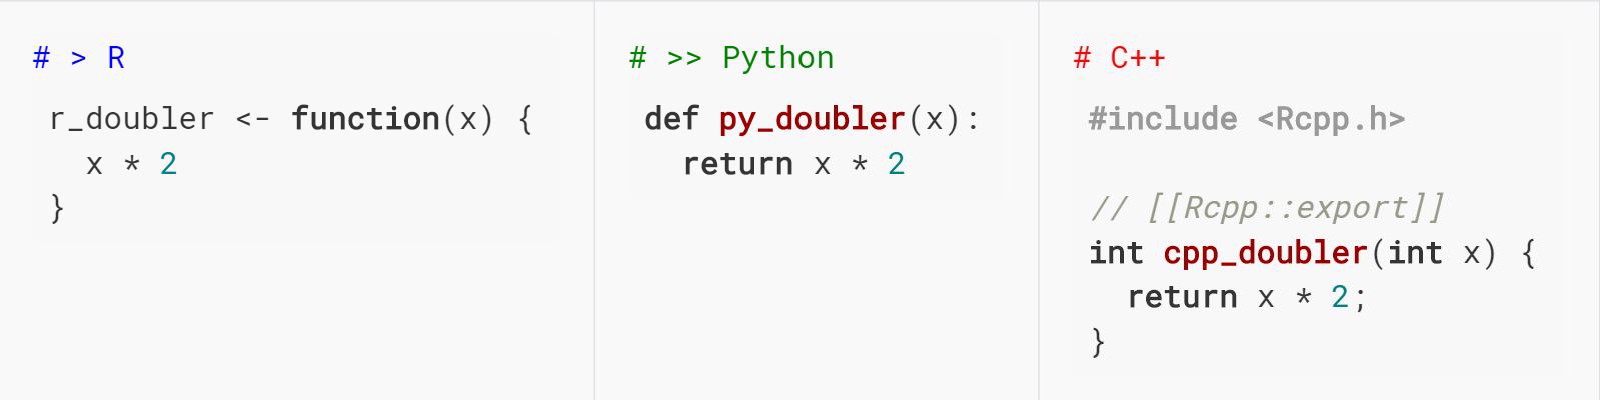 # > R
r_doubler <- function(x) {
  x * 2
}
# >> Python
def py_doubler(x):
  return x * 2
# C++
#include <Rcpp.h>

// [[Rcpp::export]]
int cpp_doubler(int x) {
  return x * 2;
}